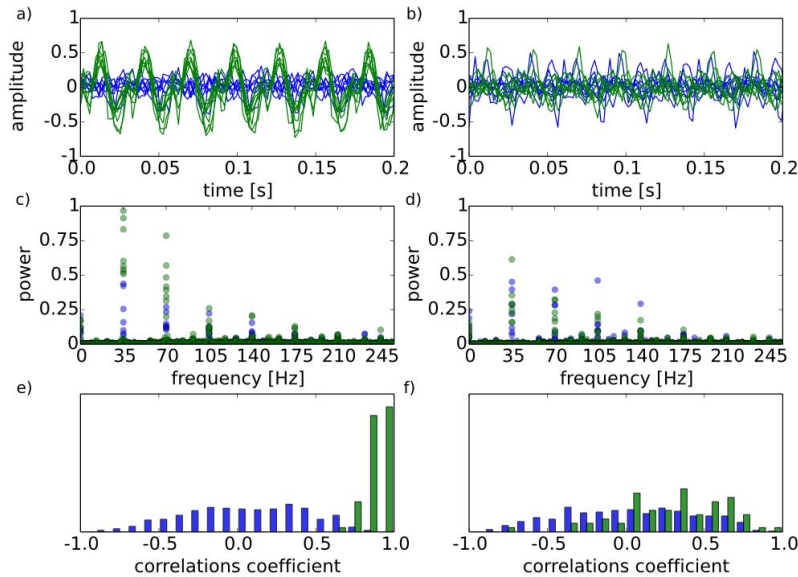 a)
b)
1
0.5
0
-0.5
-1
amplitude
0.0 0.05 0.1 0.15 0.2
time [s]
1
0.5
0
-0.5
-1
amplitude
0.0 0.05 0.1 0.15 0.2
time [s]
c)
d)
1
0.75
0.5
0.25
power
0 35 70 105 140 175 210 245
frequency [Hz]
1
0.75
0.5
0.25
power
0 35 70 105 140 175 210 245
frequency [Hz]
e)
f)
-1.0 -0.5 0.0 0.5 1.0
correlations coefficient
-1.0 -0.5 0.0 0.5 1.0
correlations coefficient